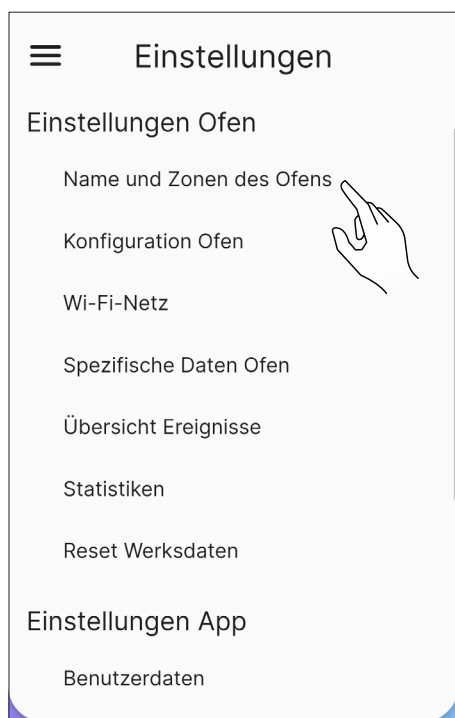 Einstellungen
Einstellungen Ofen
Name und Zonen des Ofens
Konfiguration Ofen
Wi-Fi-Netz
Spezifische Daten Ofen
Übersicht Ereignisse
Statistiken
Reset Werksdaten
Einstellungen App
Benutzerdaten